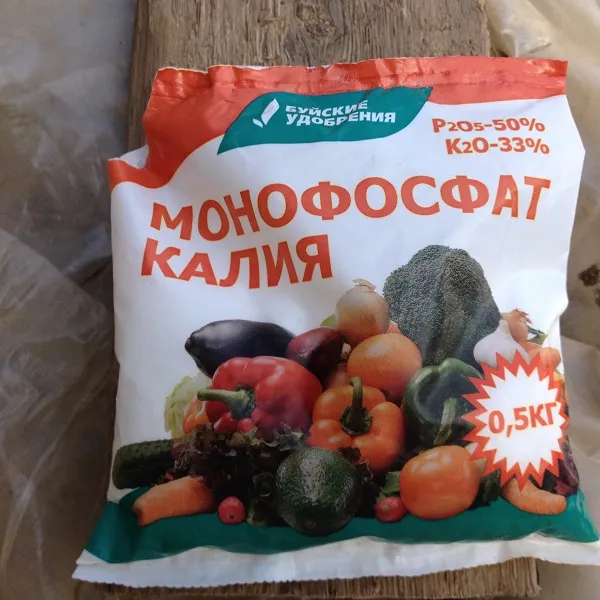 БУЙСКИЕ
УДОБРЕНИЯ
P2O5-50%
K2O-33%
МОНОФОСФАТ
КАЛИЯ
0,5КГ